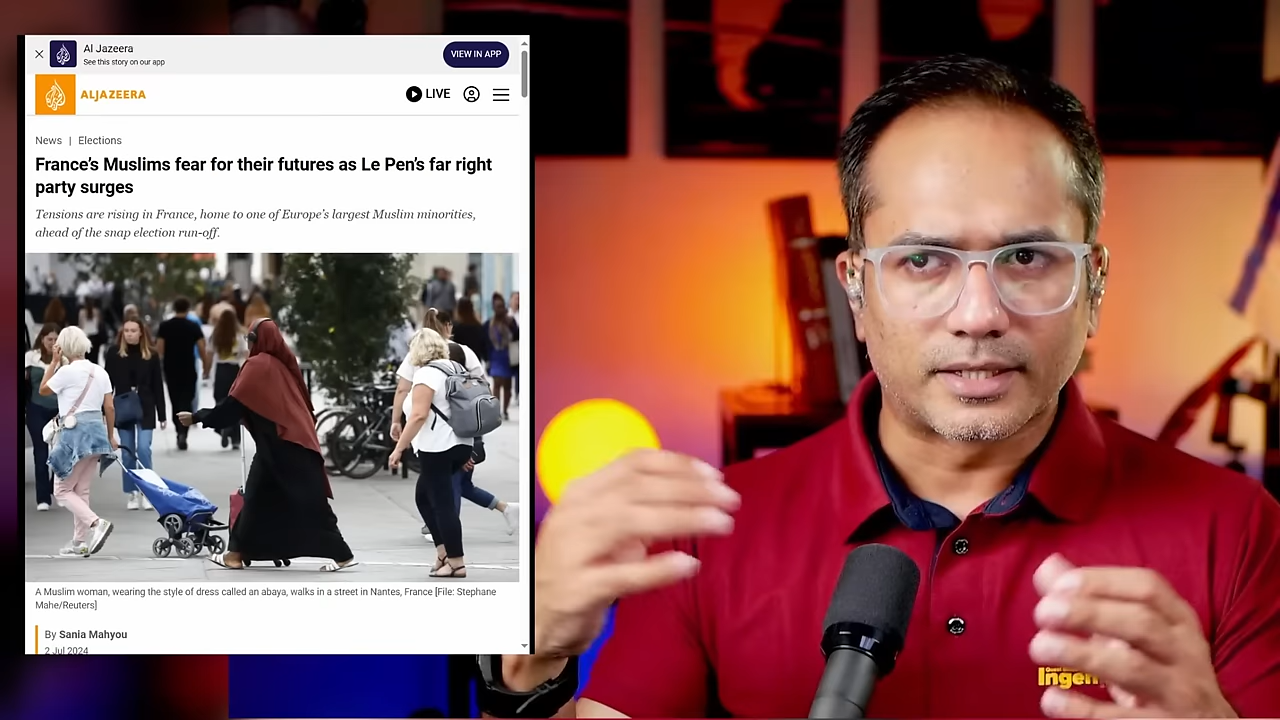 Al Jazeera
See this story on our app
VIEW IN APP
ALJAZEERA
LIVE
News | Elections
France's Muslims fear for their futures as Le Pen's far right
party surges
Tensions are rising in France, home to one of Europe's largest Muslim minorities,
ahead of the snap election run-off.
A Muslim woman, wearing the style of dress called an abaya, walks in a street in Nantes, France [File: Stephane
Mahe/Reuters]
By Sania Mahyou
2 Jul 2024